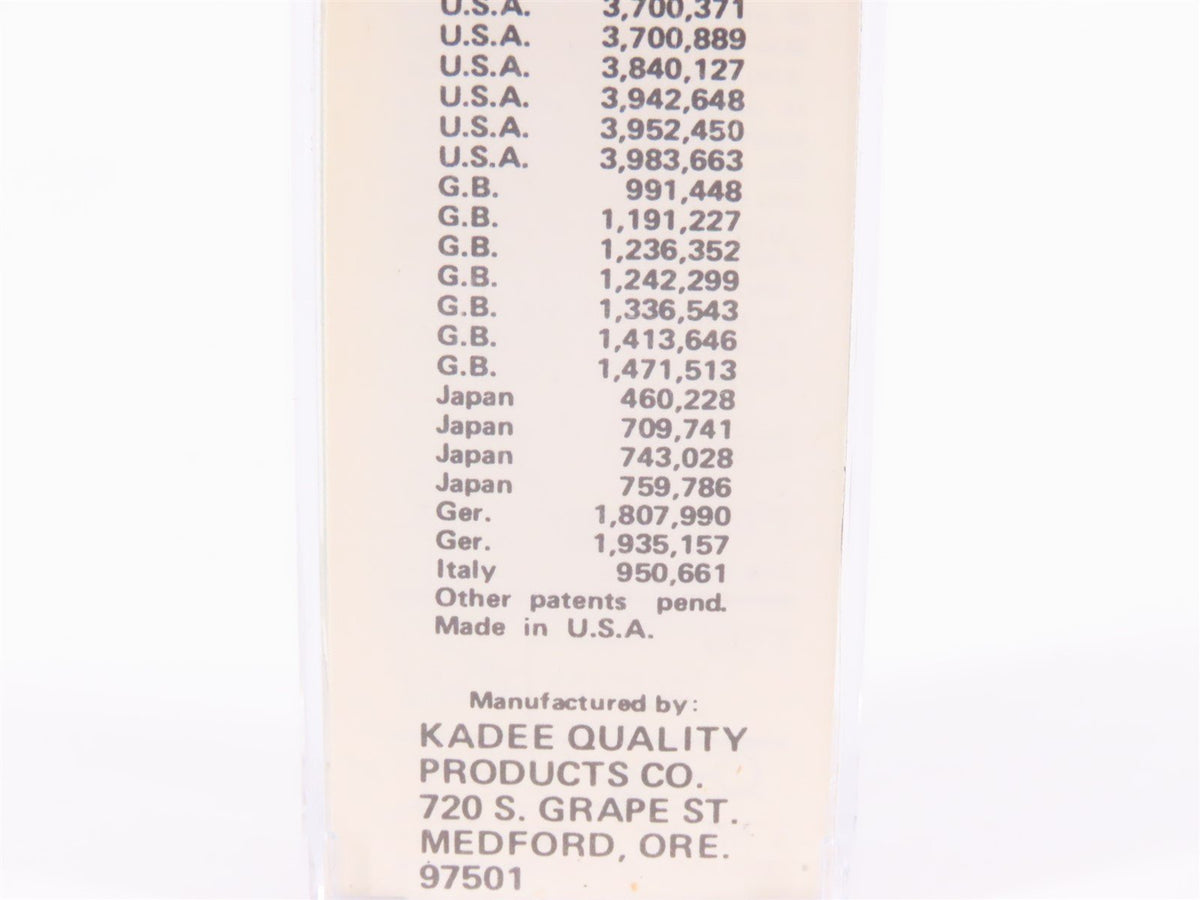 U.S.A. 3,700,371
U.S.A. 3,700,889
U.S.A. 3,840,127
U.S.A. 3,942,648
U.S.A. 3,952,450
U.S.A. 3,983,663
G.B. 991,448
G.B. 1,191,227
G.B. 1,236,352
G.B. 1,242,299
G.B. 1,336,543
G.B. 1,413,646
G.B. 1,471,513
Japan 460,228
Japan 709,741
Japan 743,028
Japan 759,786
Ger. 1,807,990
Ger. 1,935,157
Italy 950,661
Other patents pend.
Made in U.S.A.
Manufactured by:
KADEE QUALITY
PRODUCTS CO.
720 S. GRAPE ST.
MEDFORD, ORE.
97501